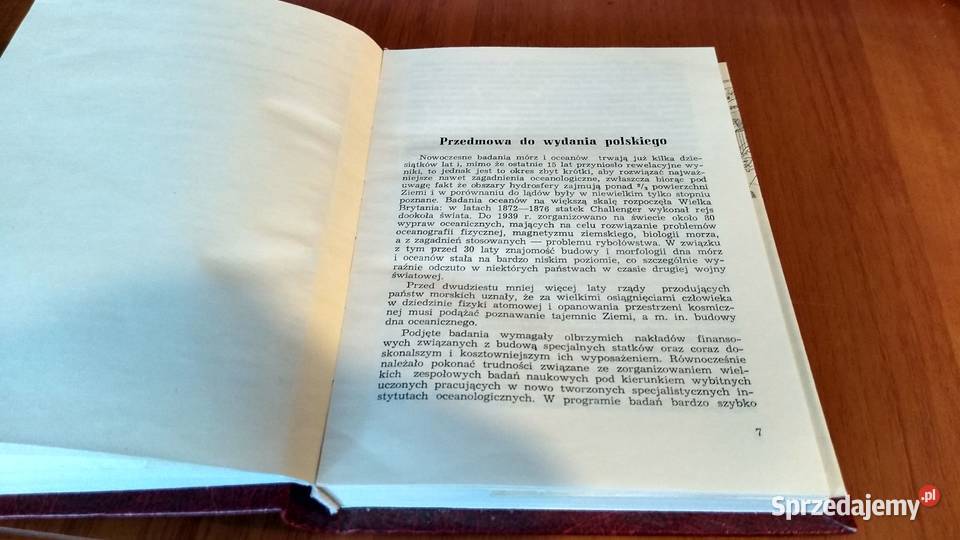 Przedmowa do wydania polskiego
Nowoczesne badania mórz i oceanów trwają już kilka dzie-
siątków lat i, mimo że ostatnie 15 lat przyniosło rewelacyjne wy-
niki, to jednak jest to okres zbyt krótki, aby rozwiązać najważ-
niejsze nawet zagadnienia oceanologiczne, zwłaszcza biorąc pod
uwagę fakt że obszary hydrosfery zajmują ponad ²/₃ powierzchni
Ziemi i w porównaniu do lądów były w niewielkim tylko stopniu
poznane. Badania oceanów na większą skalę rozpoczęła Wielka
Brytania: w latach 1872—1876 statek Challenger wykonał rejs
dookoła świata. Do 1939 r. zorganizowano na świecie około 30
wypraw oceanicznych, mających na celu rozwiązanie problemów
oceanografii fizycznej, magnetyzmu ziemskiego, biologii morza,
a z zagadnień stosowanych — problemu rybołówstwa. W związku
z tym przed 30 laty znajomość budowy i morfologii dna mórz
i oceanów stała na bardzo niskim poziomie, co szczególnie wy-
raźnie odczuto w niektórych państwach w czasie drugiej wojny
światowej.
Przed dwudziestu mniej więcej laty rządy przodujących
państw morskich uznały, że za wielkimi osiągnięciami człowieka
w dziedzinie fizyki atomowej i opanowania przestrzeni kosmicz-
nej musi podążać poznawanie tajemnic Ziemi, a m. in. budowy
dna oceanicznego.
Podjęte badania wymagały olbrzymich nakładów finanso-
wych związanych z budową specjalnych statków oraz coraz do-
skonalszym i kosztowniejszym ich wyposażeniem. Równocześnie
należało pokonać trudności związane ze zorganizowaniem wiel-
kich zespołowych badań naukowych pod kierunkiem wybitnych
uczonych pracujących w nowo tworzonych specjalistycznych in-
stytutach oceanologicznych. W programie badań bardzo szybko
7
Sprzedajemy.pl